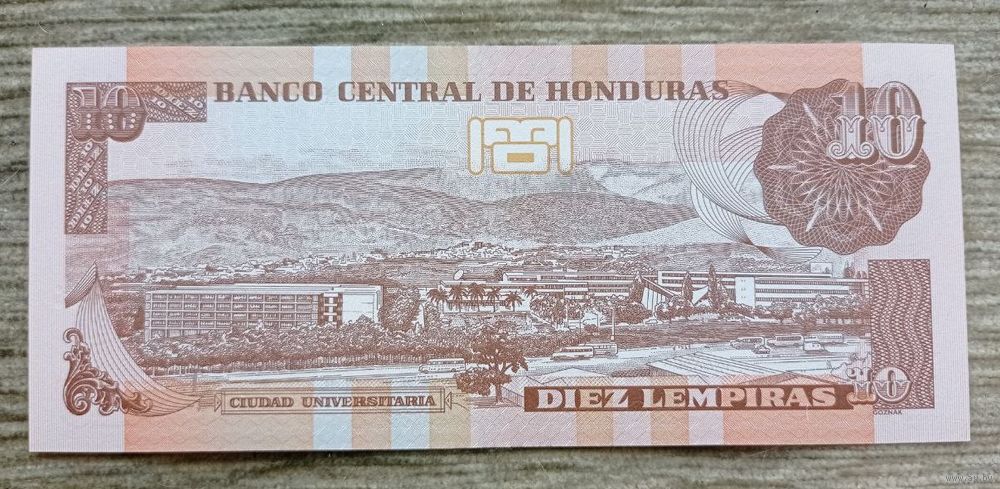 10
BANCO CENTRAL DE HONDURAS
10
CIUDAD UNIVERSITARIA
DIEZ LEMPIRAS
10
GOZNAK